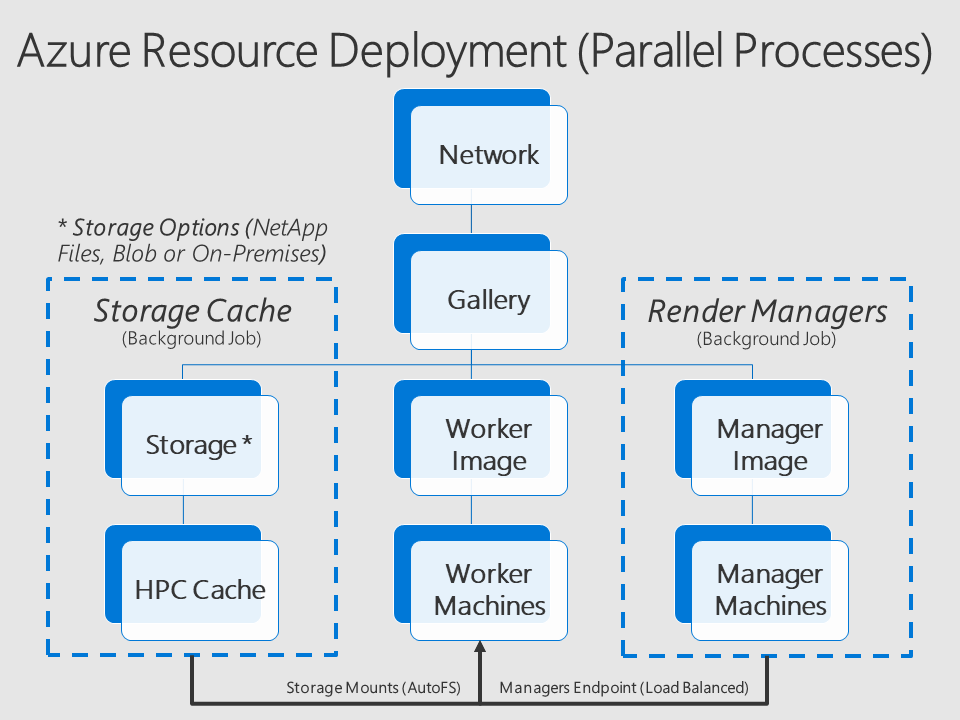 Azure Resource Deployment (Parallel Processes)
Network
* Storage Options (NetApp
Files, Blob or On-Premises)
Gallery
Storage Cache
(Background Job)
Render Managers
(Background Job)
Storage *
Worker
Image
Manager
Image
HPC Cache
Worker
Machines
Manager
Machines
Storage Mounts (AutoFS)
Managers Endpoint (Load Balanced)